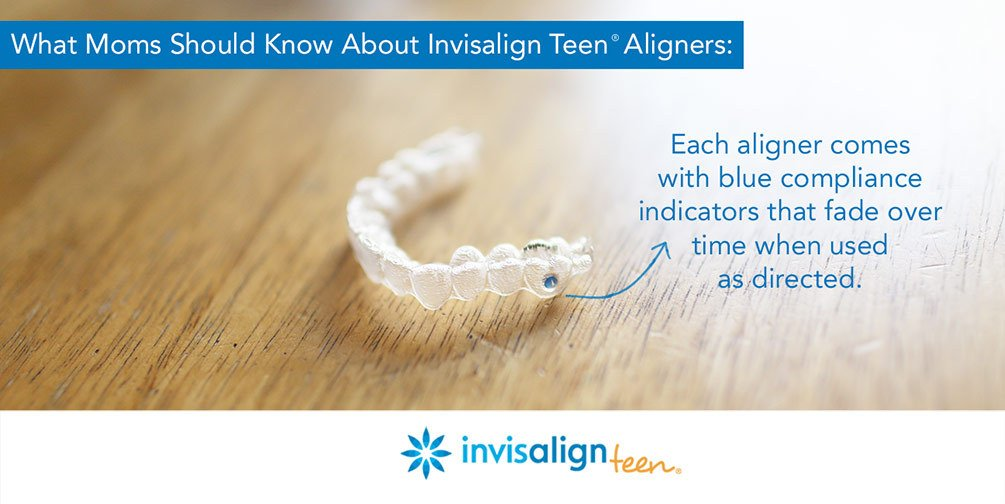 What Moms Should Know About Invisalign Teen® Aligners:
Each aligner comes
with blue compliance
indicators that fade over
time when used
as directed.
invisalign teen®